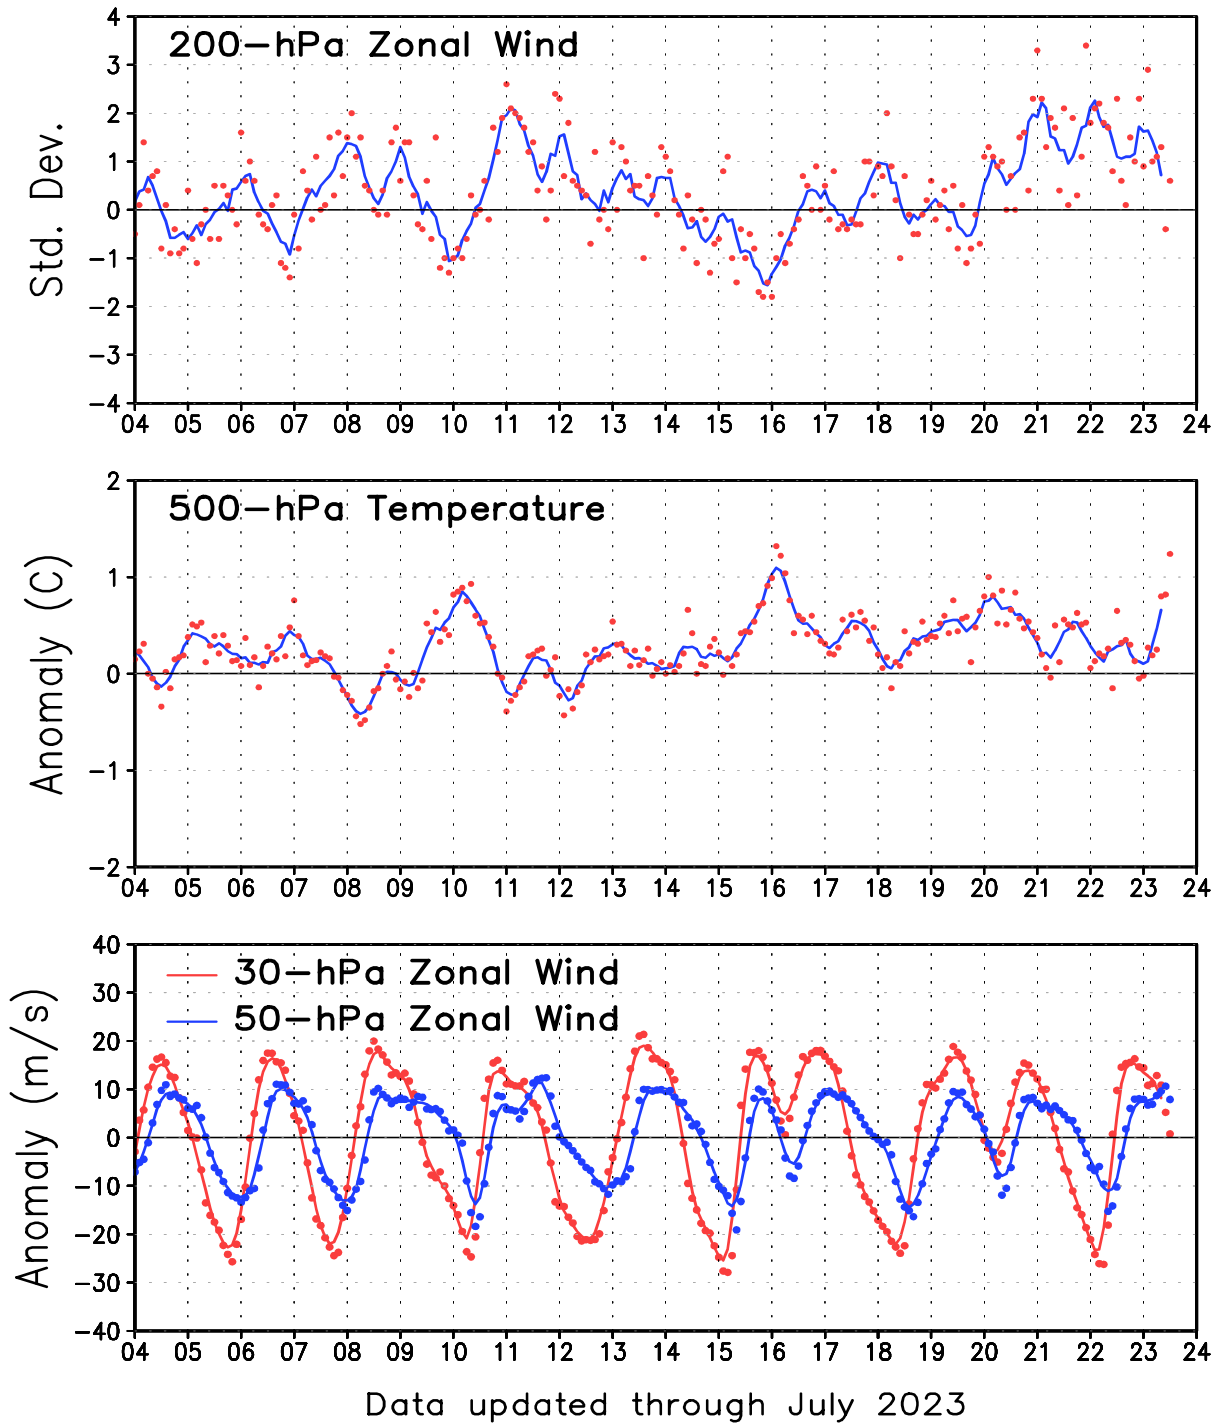 200-hPa Zonal Wind
Std. Dev.
4
3
2
1
0
-1
-2
-3
-4
04 05 06 07 08 09 10 11 12 13 14 15 16 17 18 19 20 21 22 23 24
500-hPa Temperature
Anomaly (C)
2
1
0
-1
-2
04 05 06 07 08 09 10 11 12 13 14 15 16 17 18 19 20 21 22 23 24
30-hPa Zonal Wind
50-hPa Zonal Wind
Anomaly (m/s)
40
30
20
10
0
-10
-20
-30
-40
04 05 06 07 08 09 10 11 12 13 14 15 16 17 18 19 20 21 22 23 24
Data updated through July 2023